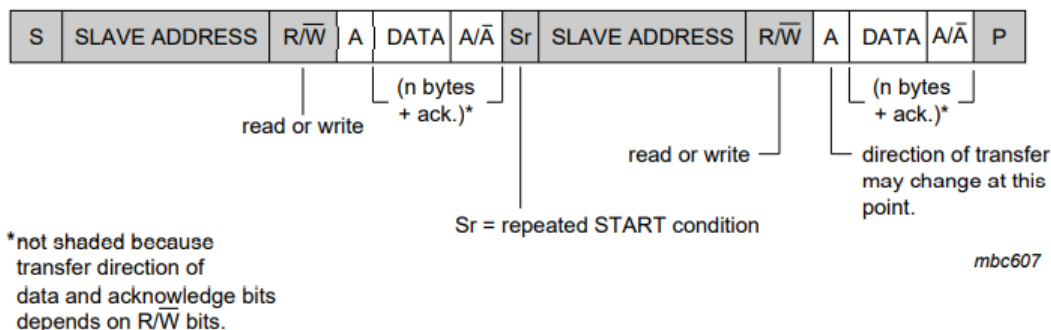 S SLAVE ADDRESS R/W̅ A DATA A/A̅ Sr SLAVE ADDRESS R/W̅ A DATA A/A̅ P
(n bytes
+ ack.)*
(n bytes
+ ack.)*
read or write
read or write
direction of transfer
may change at this
point.
Sr = repeated START condition
*not shaded because
transfer direction of
data and acknowledge bits
depends on R/W̅ bits.
mbc607